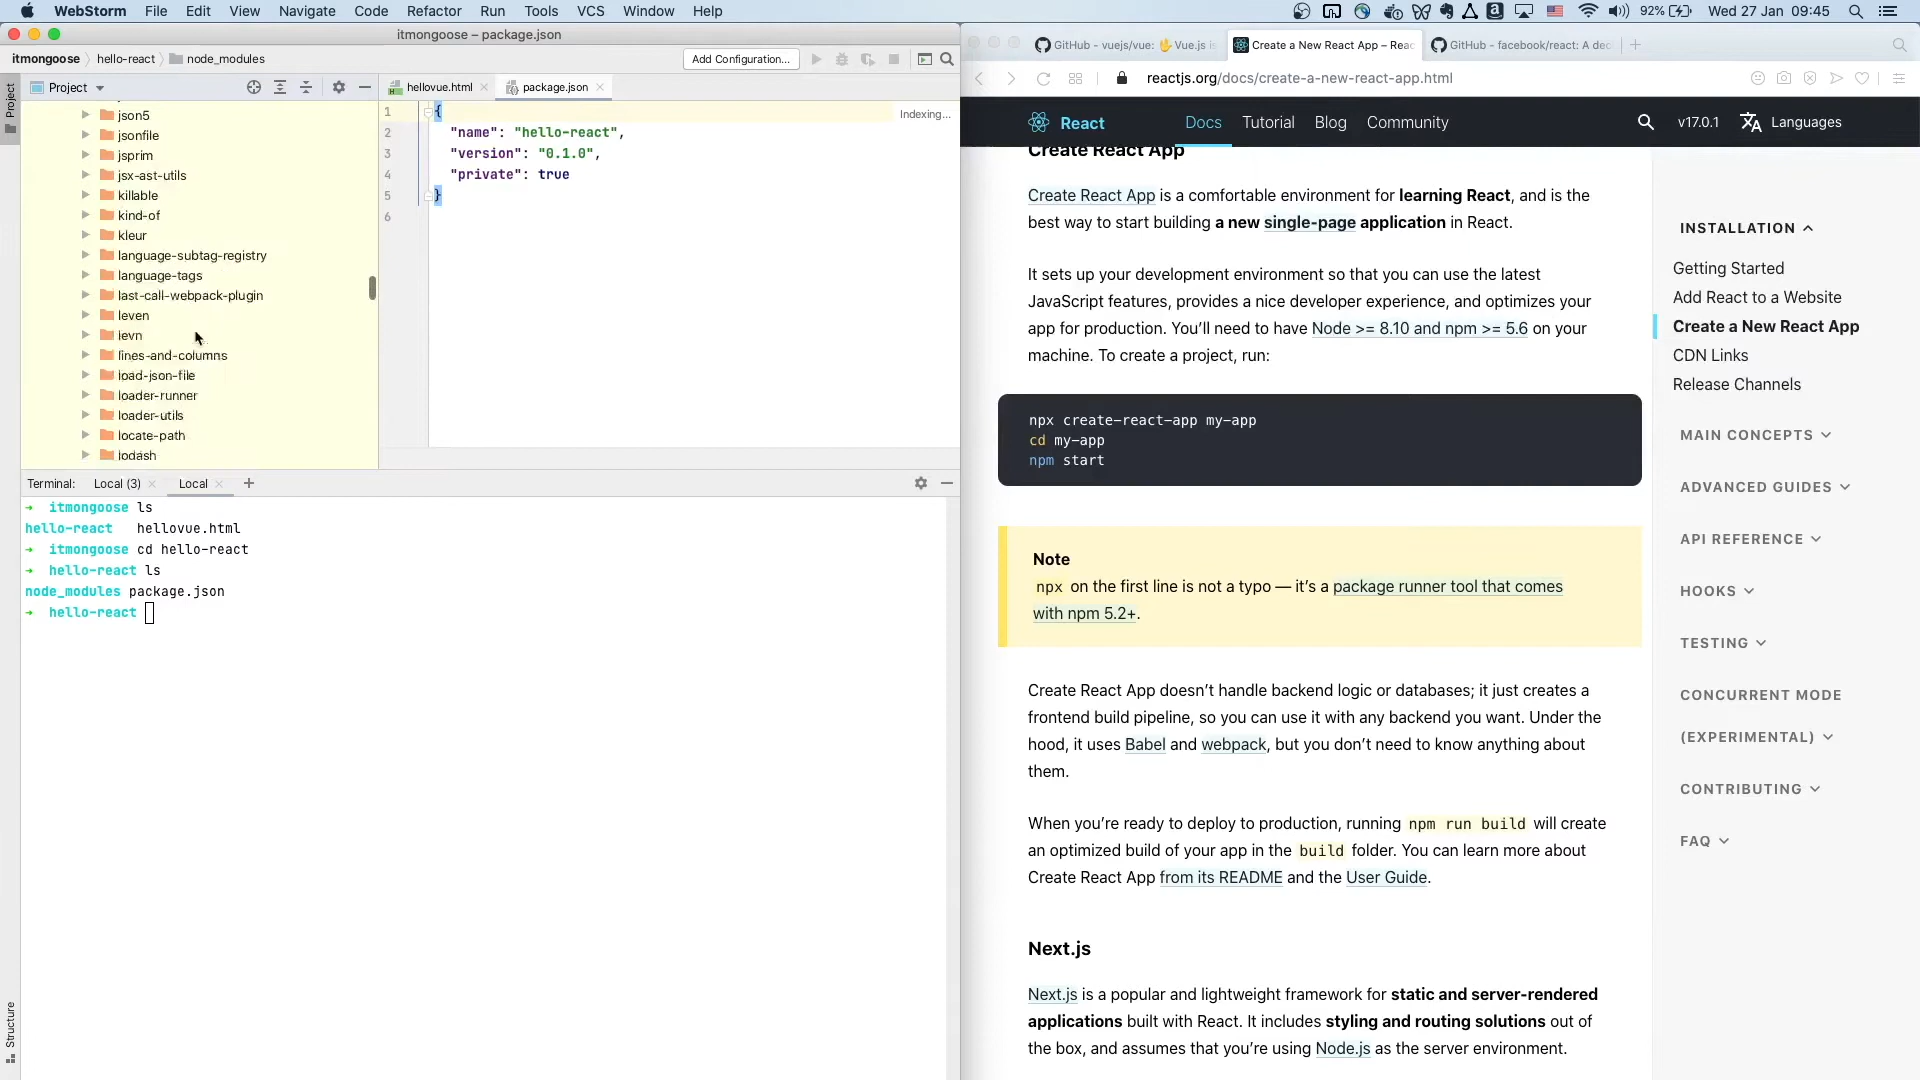 WebStorm File Edit View Navigate Code Refactor Run Tools VCS Window Help
92% Wed 27 Jan 09:45
itmongoose – package.json
itmongoose hello-react node_modules
Add Configuration...
Project
Project
hellovue.html
package.json
json5
jsonfile
jsprim
jsx-ast-utils
killable
kind-of
kleur
language-subtag-registry
language-tags
last-call-webpack-plugin
leven
levn
lines-and-columns
load-json-file
loader-runner
loader-utils
locate-path
lodash
1 {
2 "name": "hello-react",
3 "version": "0.1.0",
4 "private": true
5 }
6
Indexing...
Terminal: Local (3) Local
→ itmongoose ls
hello-react hellovue.html
→ itmongoose cd hello-react
→ hello-react ls
node_modules package.json
→ hello-react
Structure
GitHub - vuejs/vue: 🖖 Vue.js is
Create a New React App – Reac
GitHub - facebook/react: A decl
reactjs.org/docs/create-a-new-react-app.html
React
Docs Tutorial Blog Community
v17.0.1 Languages
Create React App
Create React App is a comfortable environment for learning React, and is the
best way to start building a new single-page application in React.
It sets up your development environment so that you can use the latest
JavaScript features, provides a nice developer experience, and optimizes your
app for production. You’ll need to have Node >= 8.10 and npm >= 5.6 on your
machine. To create a project, run:
npx create-react-app my-app
cd my-app
npm start
Note
npx on the first line is not a typo — it’s a package runner tool that comes
with npm 5.2+.
Create React App doesn’t handle backend logic or databases; it just creates a
frontend build pipeline, so you can use it with any backend you want. Under the
hood, it uses Babel and webpack, but you don’t need to know anything about
them.
When you’re ready to deploy to production, running npm run build will create
an optimized build of your app in the build folder. You can learn more about
Create React App from its README and the User Guide.
Next.js
Next.js is a popular and lightweight framework for static and server-rendered
applications built with React. It includes styling and routing solutions out of
the box, and assumes that you’re using Node.js as the server environment.
INSTALLATION
Getting Started
Add React to a Website
Create a New React App
CDN Links
Release Channels
MAIN CONCEPTS
ADVANCED GUIDES
API REFERENCE
HOOKS
TESTING
CONCURRENT MODE
(EXPERIMENTAL)
CONTRIBUTING
FAQ